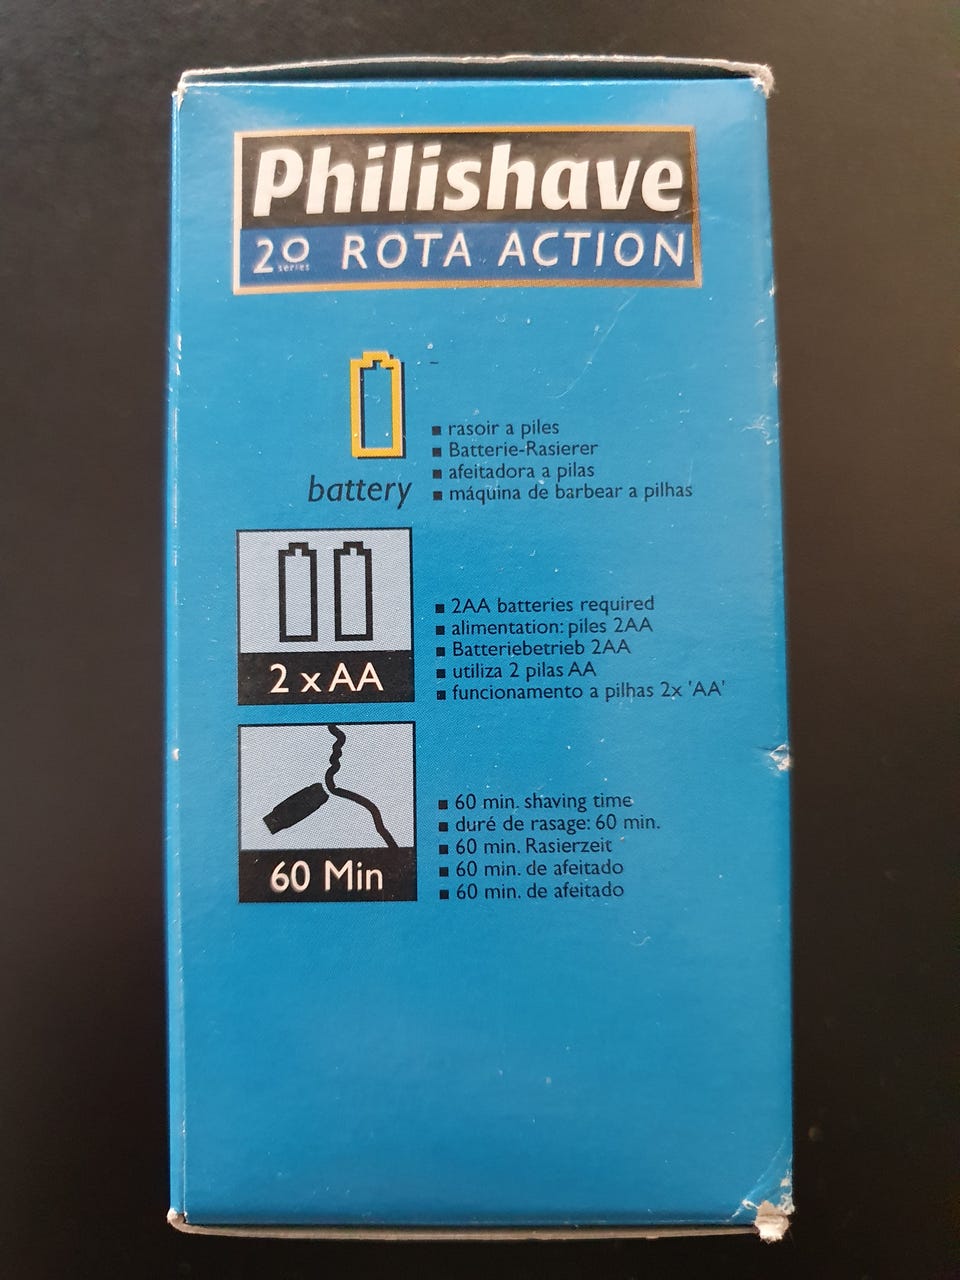 Philishave
20 series ROTA ACTION
battery
▪ rasoir a piles
▪ Batterie-Rasierer
▪ afeitadora a pilas
▪ máquina de barbear a pilhas
2 x AA
▪ 2AA batteries required
▪ alimentation: piles 2AA
▪ Batteriebetrieb 2AA
▪ utiliza 2 pilas AA
▪ funcionamento a pilhas 2x 'AA'
60 Min
▪ 60 min. shaving time
▪ duré de rasage: 60 min.
▪ 60 min. Rasierzeit
▪ 60 min. de afeitado
▪ 60 min. de afeitado